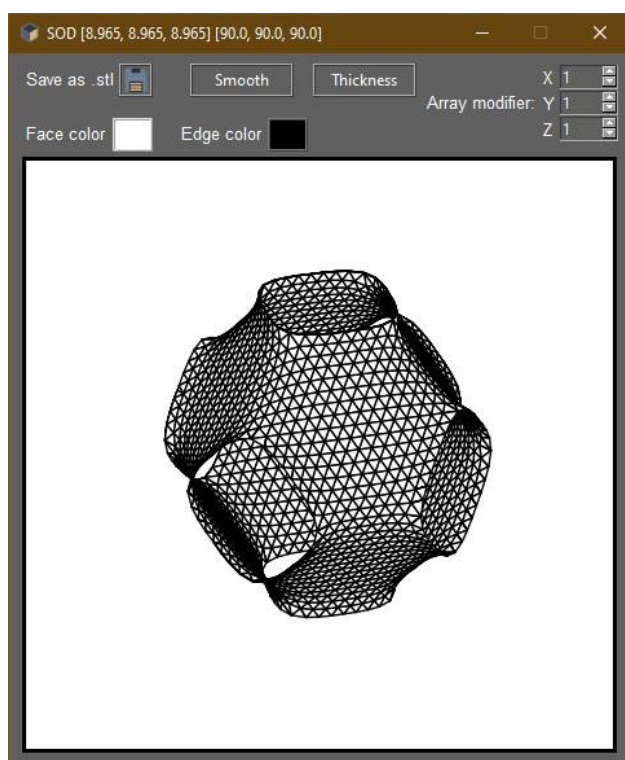 SOD [8.965, 8.965, 8.965] [90.0, 90.0, 90.0]
Save as .stl Smooth Thickness
Array modifier: X 1
Y 1
Z 1
Face color Edge color